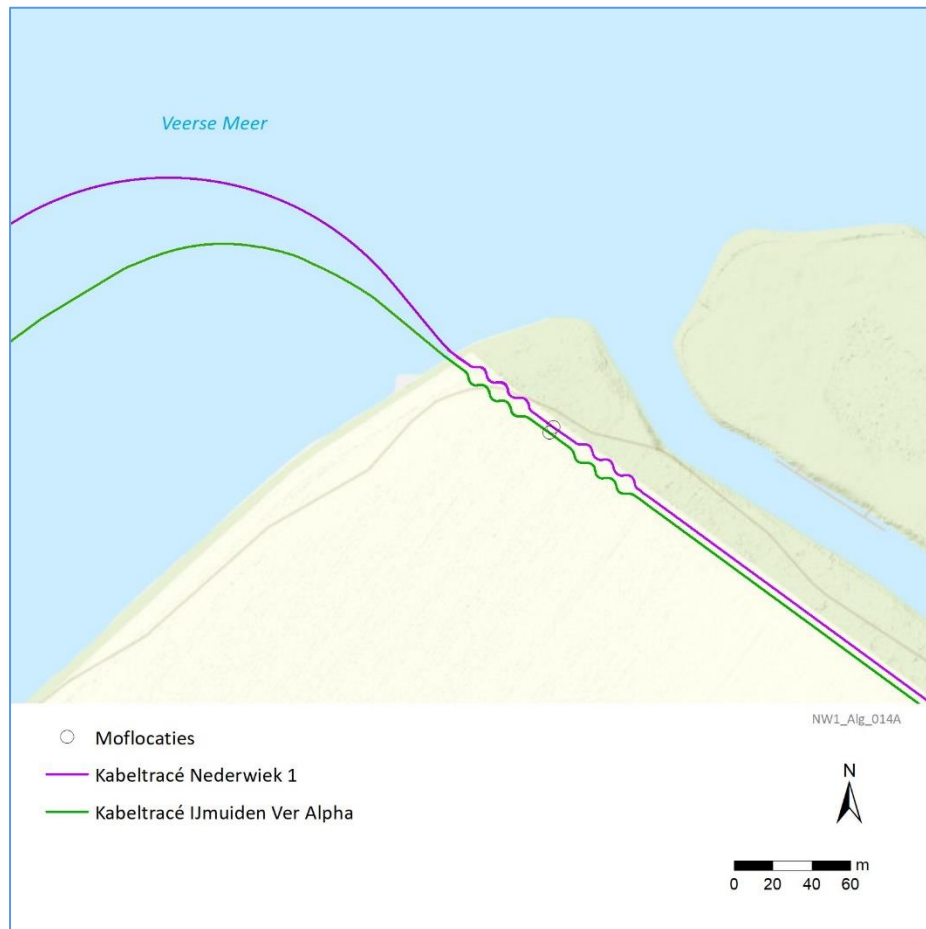 Veerse Meer
NW1_Alg_014A
Moflocaties
Kabeltracé Nederwiek 1
Kabeltracé IJmuiden Ver Alpha
N
m
0 20 40 60